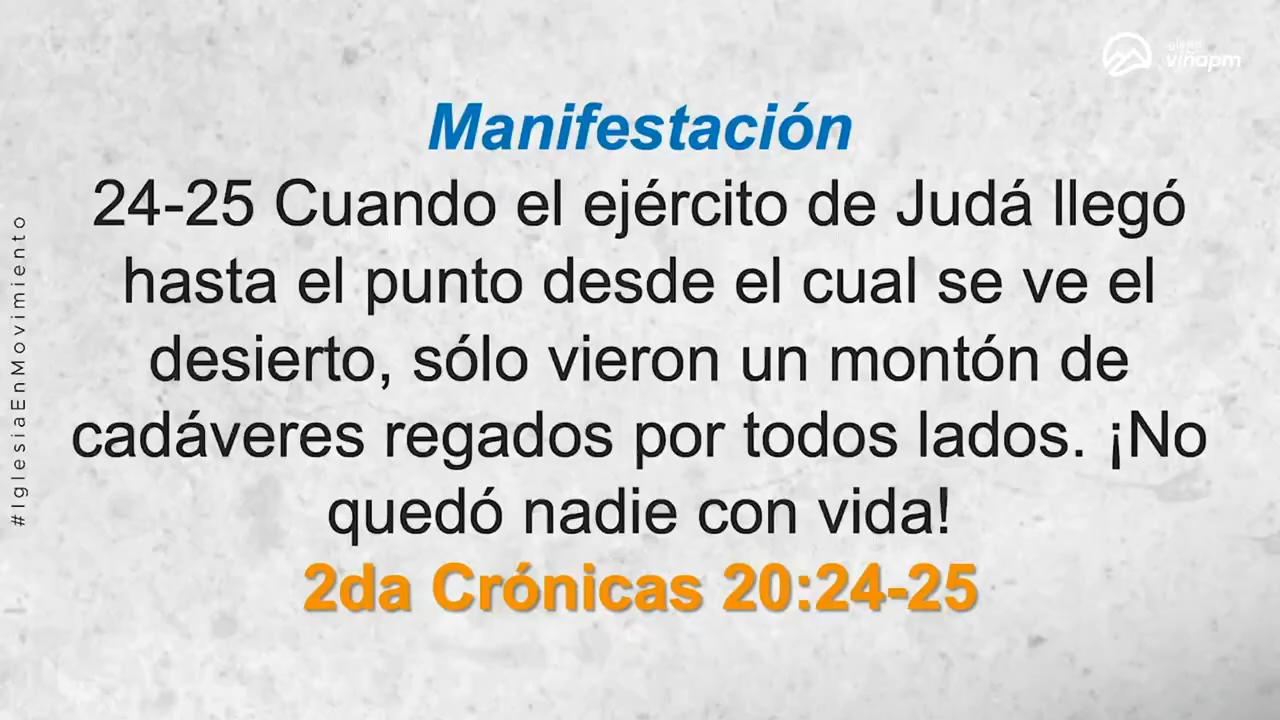 iglesia
viñapm
Manifestación
24-25 Cuando el ejército de Judá llegó
hasta el punto desde el cual se ve el
desierto, sólo vieron un montón de
cadáveres regados por todos lados. ¡No
quedó nadie con vida!
2da Crónicas 20:24-25
#IglesiaEnMovimiento